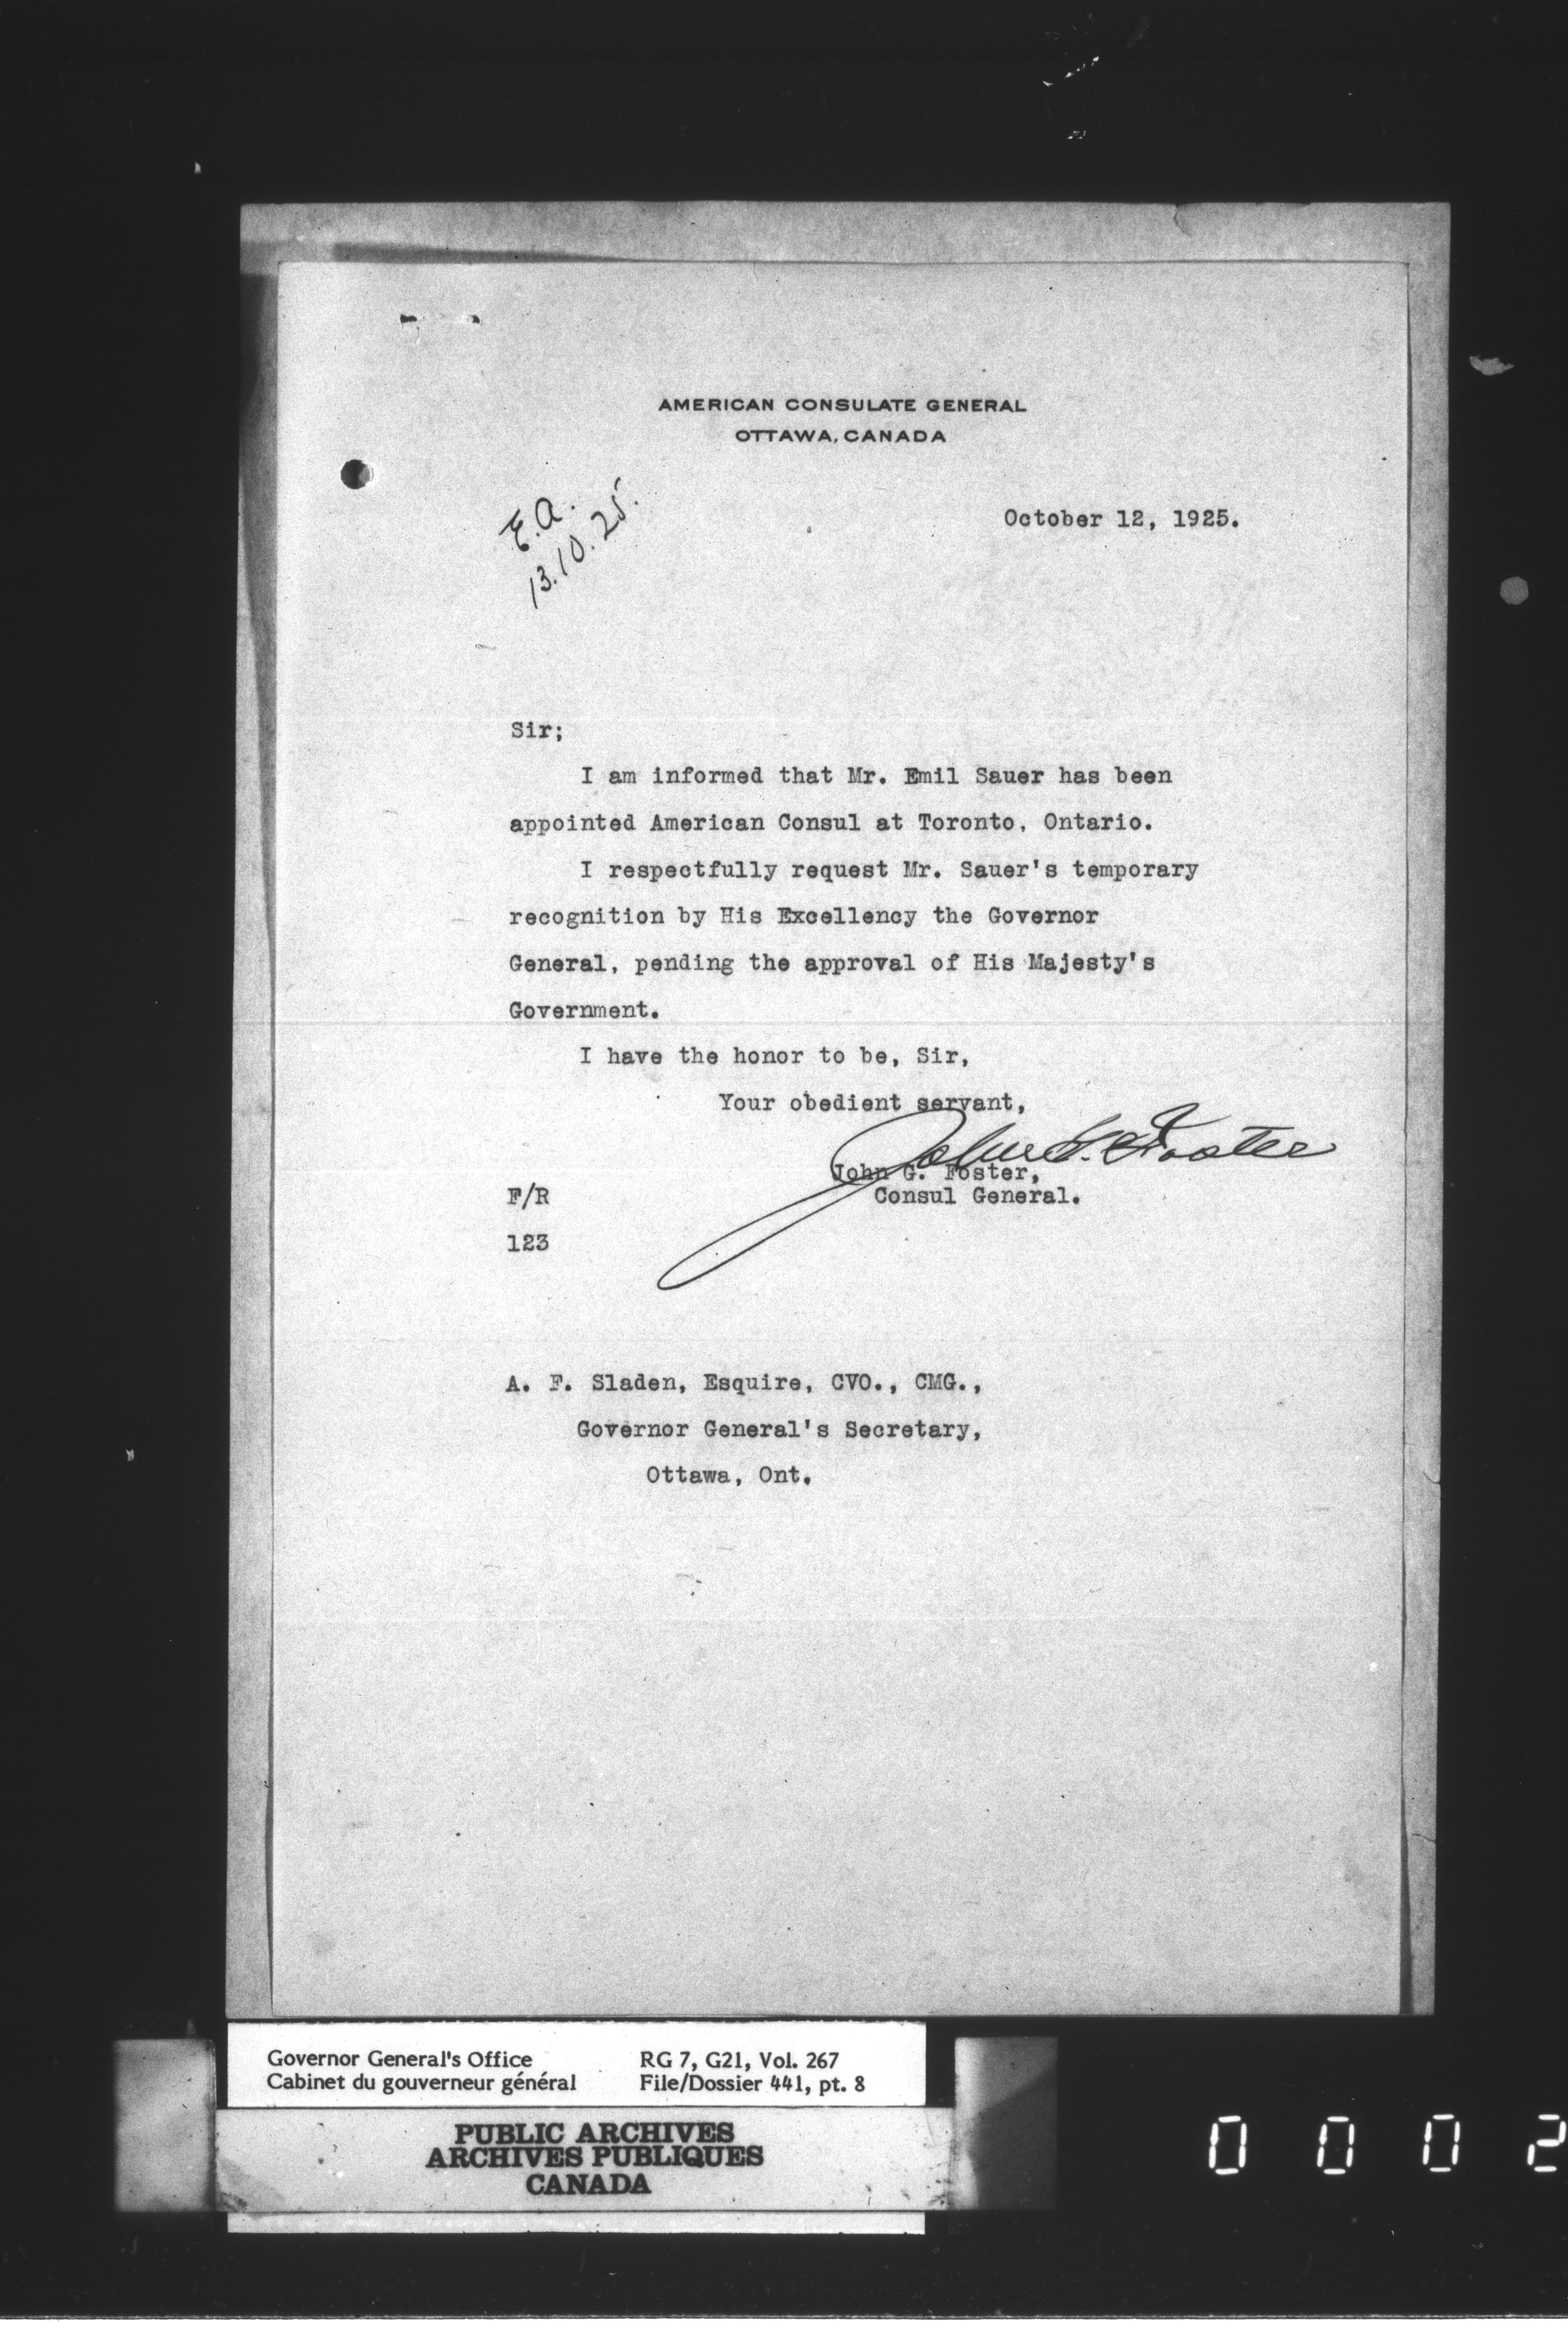 AMERICAN CONSULATE GENERAL
OTTAWA, CANADA
E.A.
13.10.25.
October 12, 1925.
Sir;
I am informed that Mr. Emil Sauer has been
appointed American Consul at Toronto, Ontario.
I respectfully request Mr. Sauer's temporary
recognition by His Excellency the Governor
General, pending the approval of His Majesty's
Government.
I have the honor to be, Sir,
Your obedient servant,
John G. Foster
John G. Foster,
F/R
Consul General.
123
A. F. Sladen, Esquire, CVO., CMG.,
Governor General's Secretary,
Ottawa, Ont.
Governor General's Office RG 7, G21, Vol. 267
Cabinet du gouverneur général File/Dossier 441, pt. 8
PUBLIC ARCHIVES
ARCHIVES PUBLIQUES
CANADA
0 0 0 2